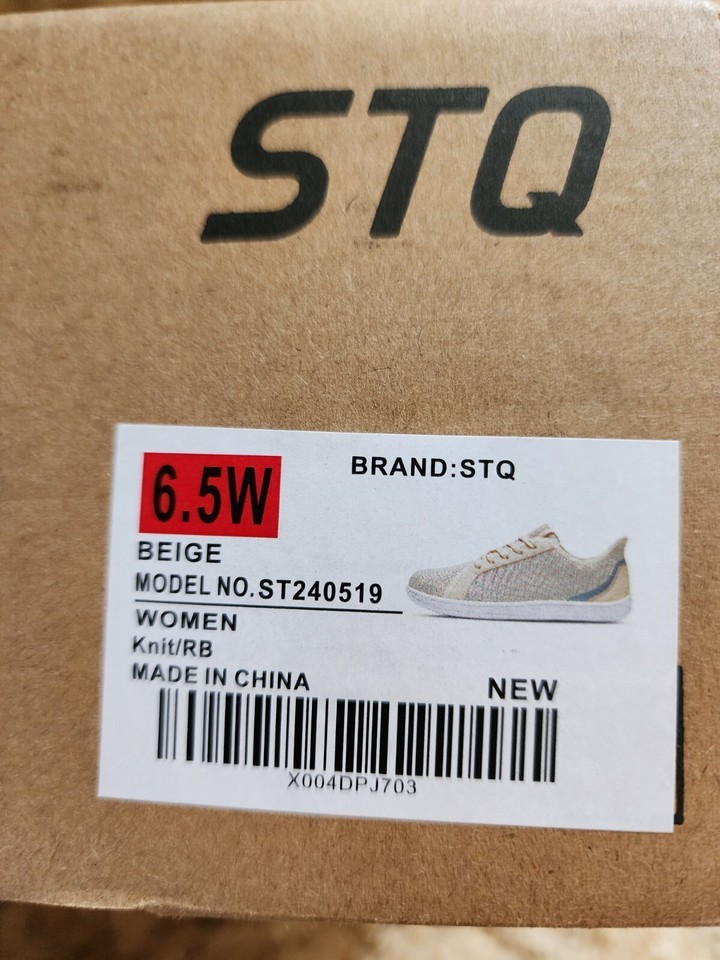 STQ
6.5W
BRAND:STQ
BEIGE
MODEL NO.ST240519
WOMEN
Knit/RB
MADE IN CHINA
NEW
X004DPJ703